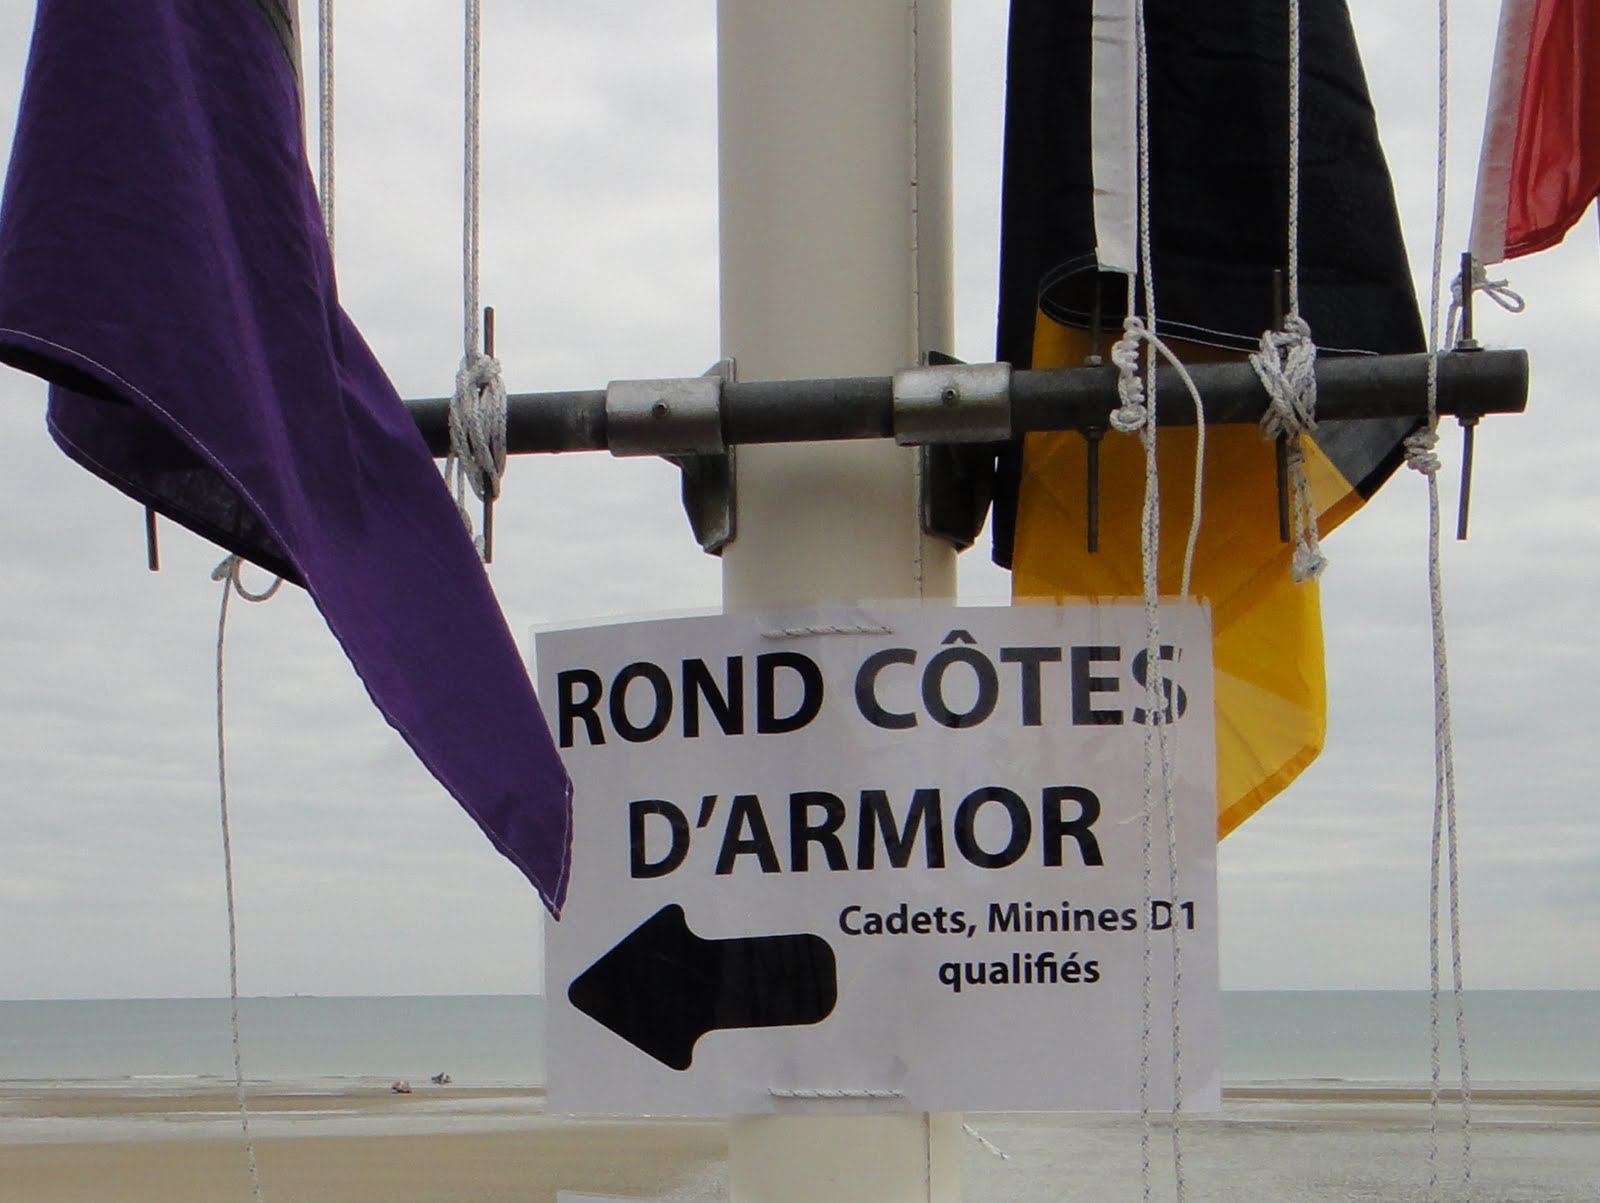 ROND CÔTES
D'ARMOR
Cadets, Minines D1
qualifiés